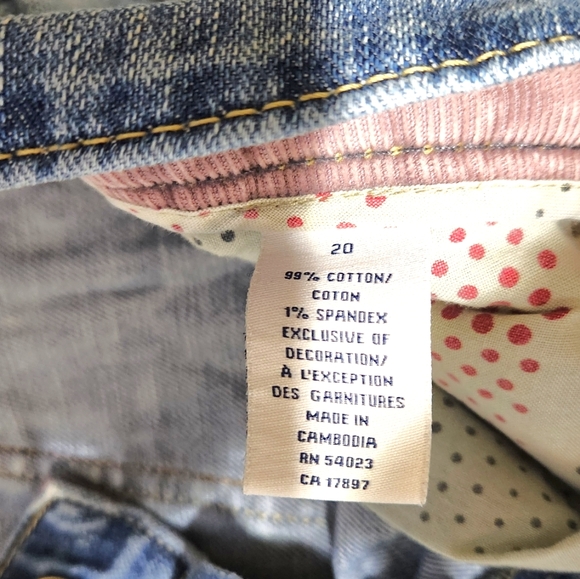 20
99% COTTON/
COTON
1% SPANDEX
EXCLUSIVE OF
DECORATION/
À L'EXCEPTION
DES GARNITURES
MADE IN
CAMBODIA
RN 54023
CA 17897